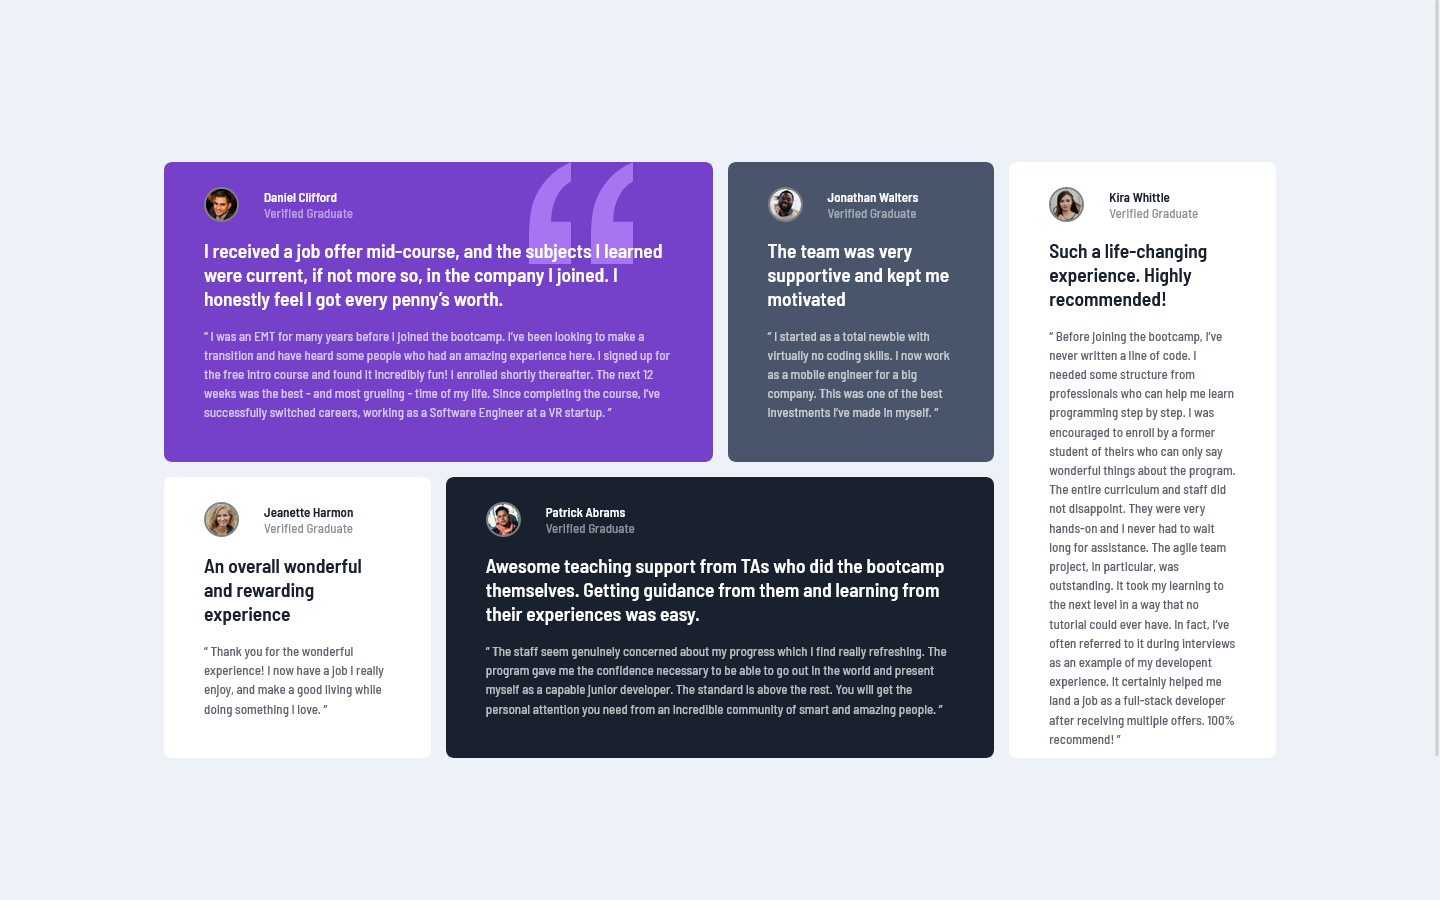 Daniel Clifford
Verified Graduate
I received a job offer mid-course, and the subjects I learned
were current, if not more so, in the company I joined. I
honestly feel I got every penny’s worth.
“ I was an EMT for many years before I joined the bootcamp. I’ve been looking to make a
transition and have heard some people who had an amazing experience here. I signed up for
the free intro course and found it incredibly fun! I enrolled shortly thereafter. The next 12
weeks was the best - and most grueling - time of my life. Since completing the course, I’ve
successfully switched careers, working as a Software Engineer at a VR startup. ”
Jonathan Walters
Verified Graduate
The team was very
supportive and kept me
motivated
“ I started as a total newbie with
virtually no coding skills. I now work
as a mobile engineer for a big
company. This was one of the best
investments I’ve made in myself. ”
Kira Whittle
Verified Graduate
Such a life-changing
experience. Highly
recommended!
“ Before joining the bootcamp, I’ve
never written a line of code. I
needed some structure from
professionals who can help me learn
programming step by step. I was
encouraged to enroll by a former
student of theirs who can only say
wonderful things about the program.
The entire curriculum and staff did
not disappoint. They were very
hands-on and I never had to wait
long for assistance. The agile team
project, in particular, was
outstanding. It took my learning to
the next level in a way that no
tutorial could ever have. In fact, I’ve
often referred to it during interviews
as an example of my developent
experience. It certainly helped me
land a job as a full-stack developer
after receiving multiple offers. 100%
recommend! ”
Jeanette Harmon
Verified Graduate
An overall wonderful
and rewarding
experience
“ Thank you for the wonderful
experience! I now have a job I really
enjoy, and make a good living while
doing something I love. ”
Patrick Abrams
Verified Graduate
Awesome teaching support from TAs who did the bootcamp
themselves. Getting guidance from them and learning from
their experiences was easy.
“ The staff seem genuinely concerned about my progress which I find really refreshing. The
program gave me the confidence necessary to be able to go out in the world and present
myself as a capable junior developer. The standard is above the rest. You will get the
personal attention you need from an incredible community of smart and amazing people. ”